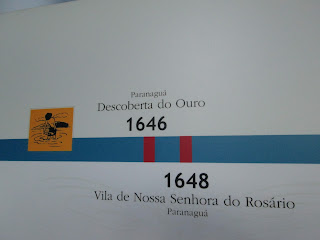 Paranaguá
Descoberta do Ouro
1646
1648
Vila de Nossa Senhora do Rosário
Paranaguá